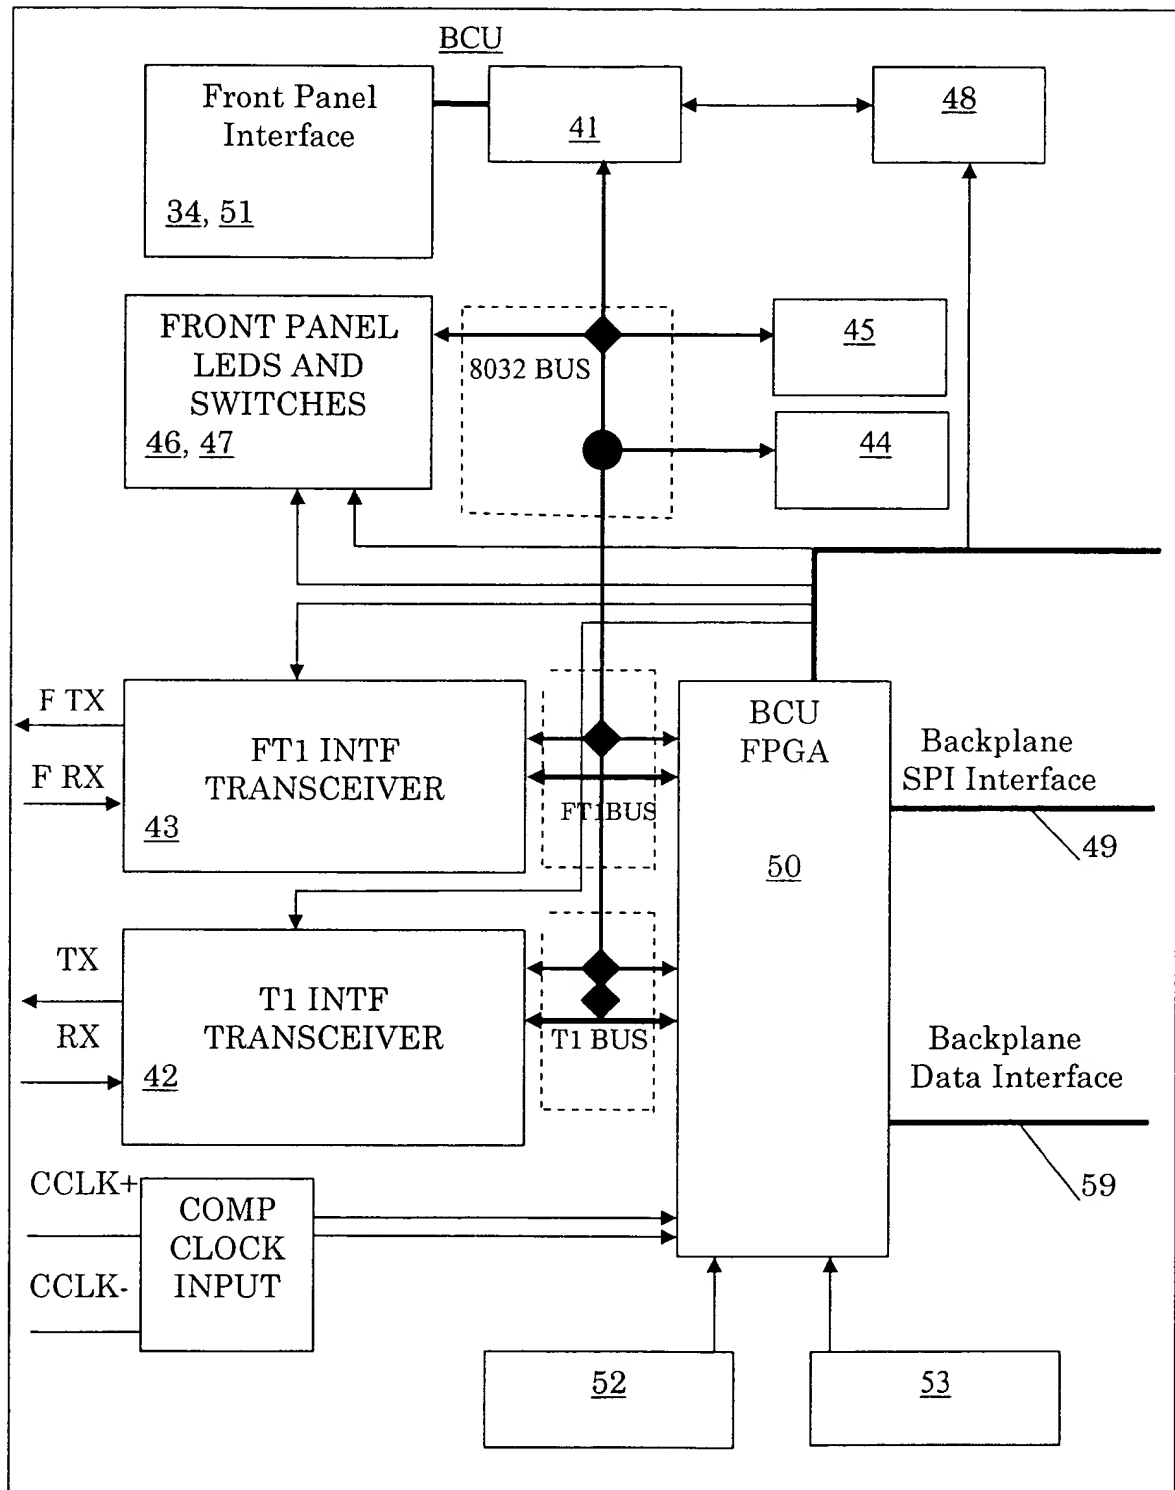 BCU
Front Panel
Interface
34, 51
41
48
FRONT PANEL
LEDS AND
SWITCHES
46, 47
8032 BUS
45
44
F TX
F RX
FT1 INTF
TRANSCEIVER
43
FT1BUS
BCU
FPGA
50
Backplane
SPI Interface
49
TX
RX
T1 INTF
TRANSCEIVER
42
T1 BUS
Backplane
Data Interface
59
CCLK+
CCLK-
COMP
CLOCK
INPUT
52
53